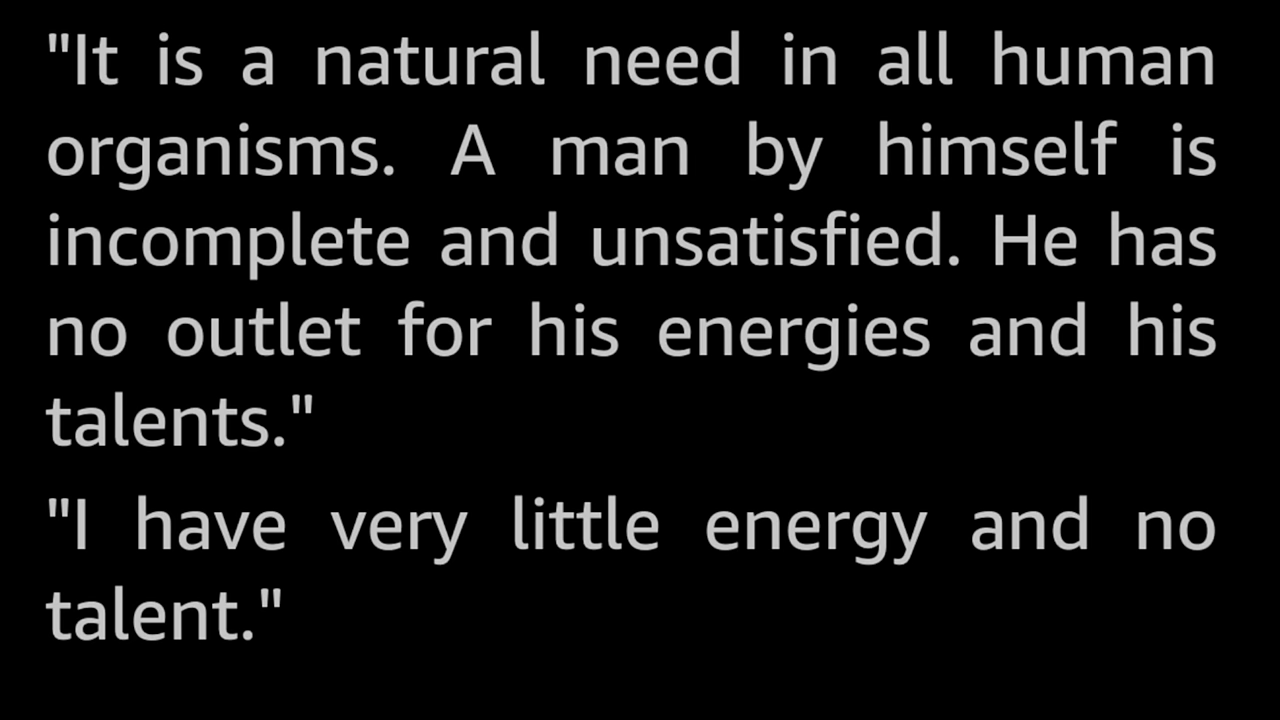 "It is a natural need in all human
organisms. A man by himself is
incomplete and unsatisfied. He has
no outlet for his energies and his
talents."
"I have very little energy and no
talent."